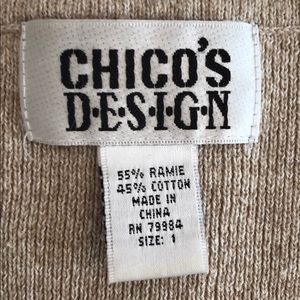 CHICO'S
D·E·S·I·G·N
55% RAMIE
45% COTTON
MADE IN
CHINA
RN 79984
SIZE: 1